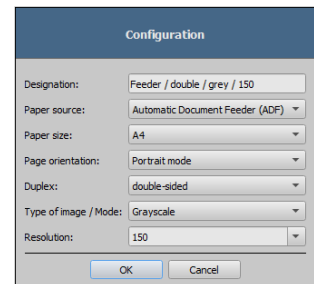 Configuration
Designation: Feeder / double / grey / 150
Paper source: Automatic Document Feeder (ADF)
Paper size: A4
Page orientation: Portrait mode
Duplex: double-sided
Type of image / Mode: Grayscale
Resolution: 150
OK Cancel